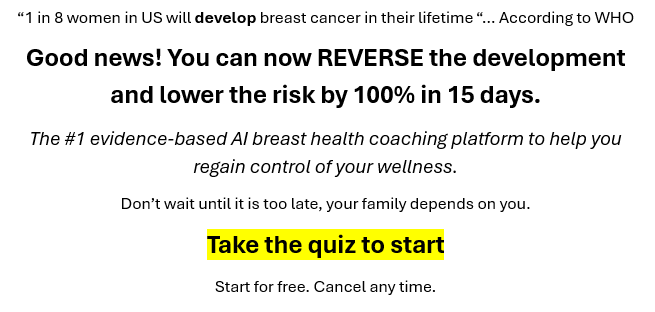 “1 in 8 women in US will develop breast cancer in their lifetime “... According to WHO
Good news! You can now REVERSE the development
and lower the risk by 100% in 15 days.
The #1 evidence-based AI breast health coaching platform to help you
regain control of your wellness.
Don’t wait until it is too late, your family depends on you.
Take the quiz to start
Start for free. Cancel any time.